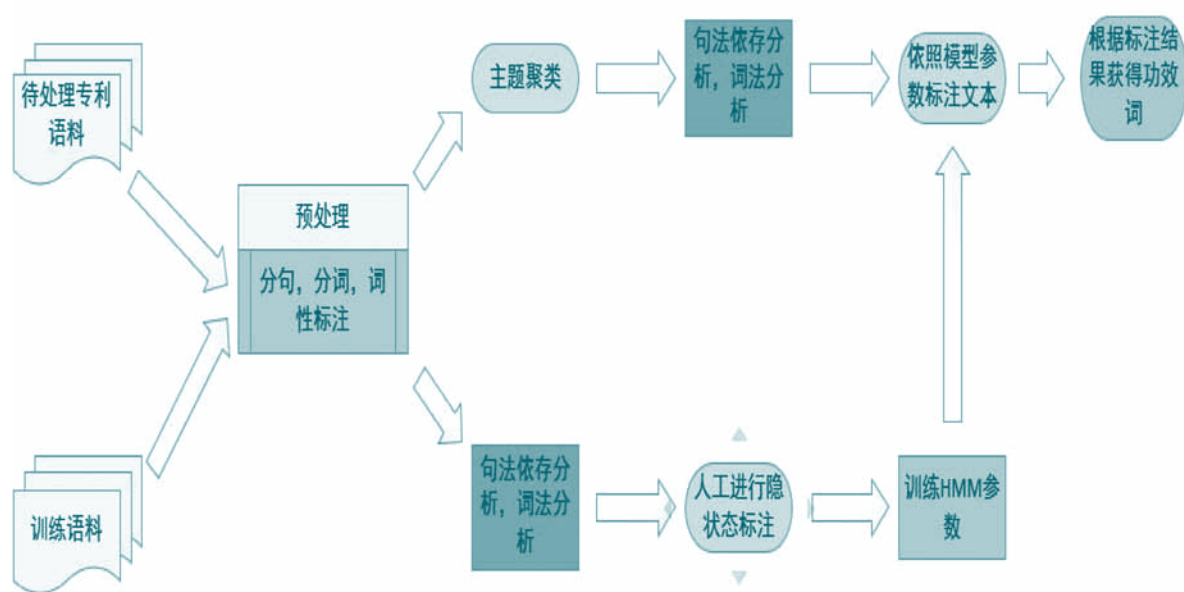 待处理专利
语料
主题聚类
句法依存分
析，词法分
析
依照模型参
数标注文本
根据标注结
果获得功效
词
预处理
分句，分词，词
性标注
训练语料
句法依存分
析，词法分
析
人工进行隐
状态标注
训练HMM参
数